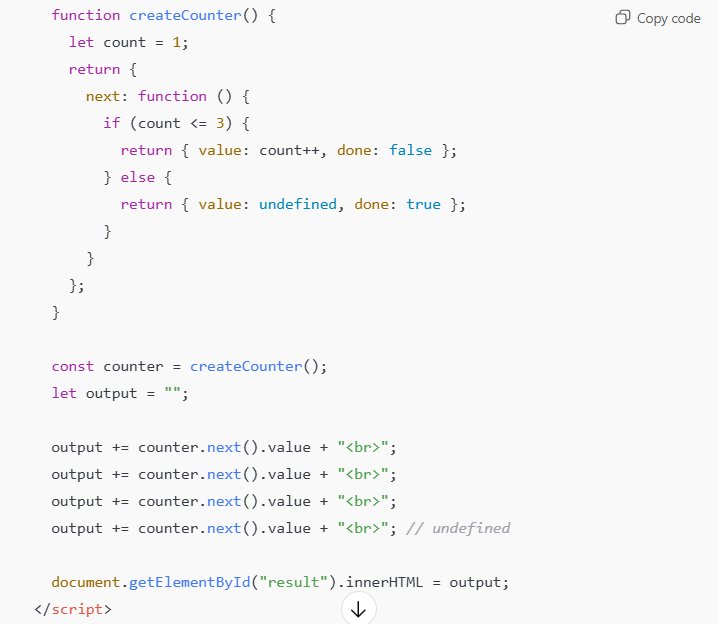 function createCounter() {
Copy code
let count = 1;
return {
next: function () {
if (count <= 3) {
return { value: count++, done: false };
} else {
return { value: undefined, done: true };
}
}
};
}
const counter = createCounter();
let output = "";
output += counter.next().value + "<br>";
output += counter.next().value + "<br>";
output += counter.next().value + "<br>";
output += counter.next().value + "<br>"; // undefined
document.getElementById("result").innerHTML = output;
</script>